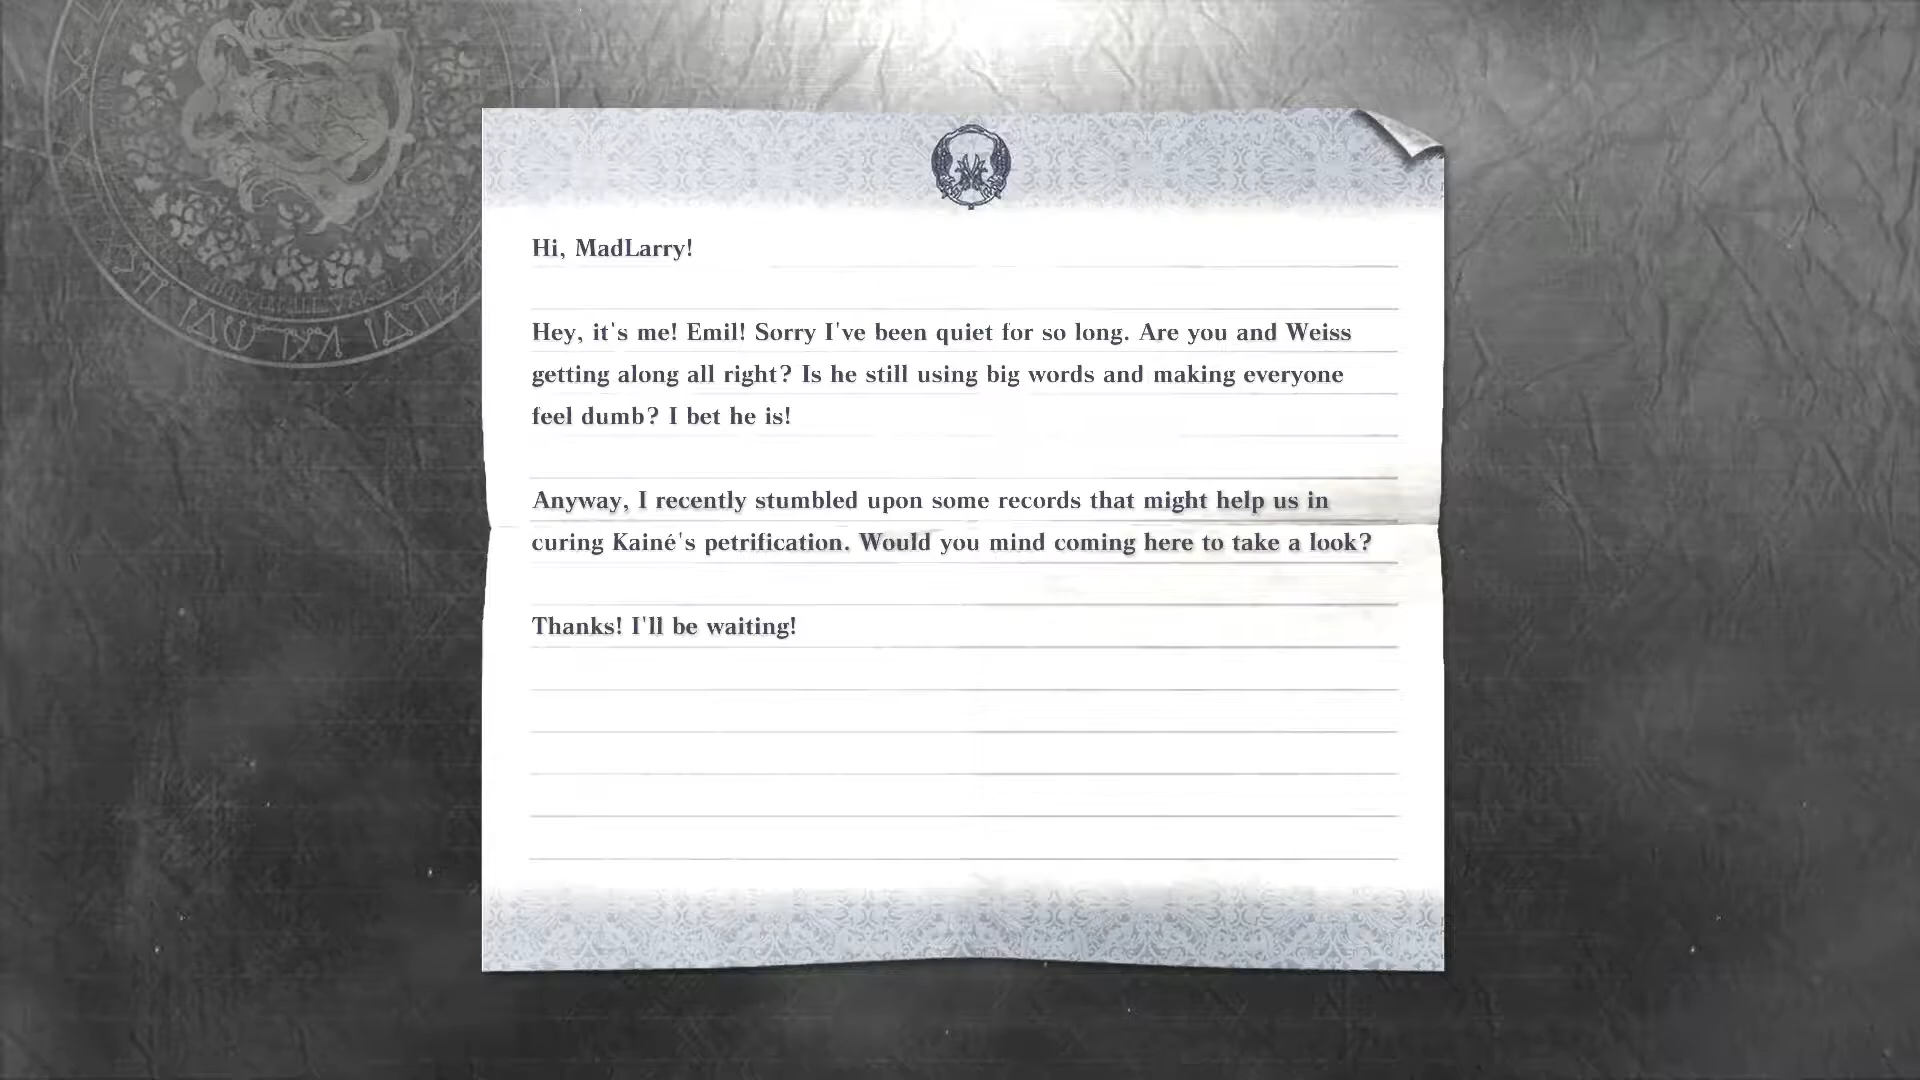 Hi, MadLarry!
Hey, it's me! Emil! Sorry I've been quiet for so long. Are you and Weiss
getting along all right? Is he still using big words and making everyone
feel dumb? I bet he is!
Anyway, I recently stumbled upon some records that might help us in
curing Kainé's petrification. Would you mind coming here to take a look?
Thanks! I'll be waiting!